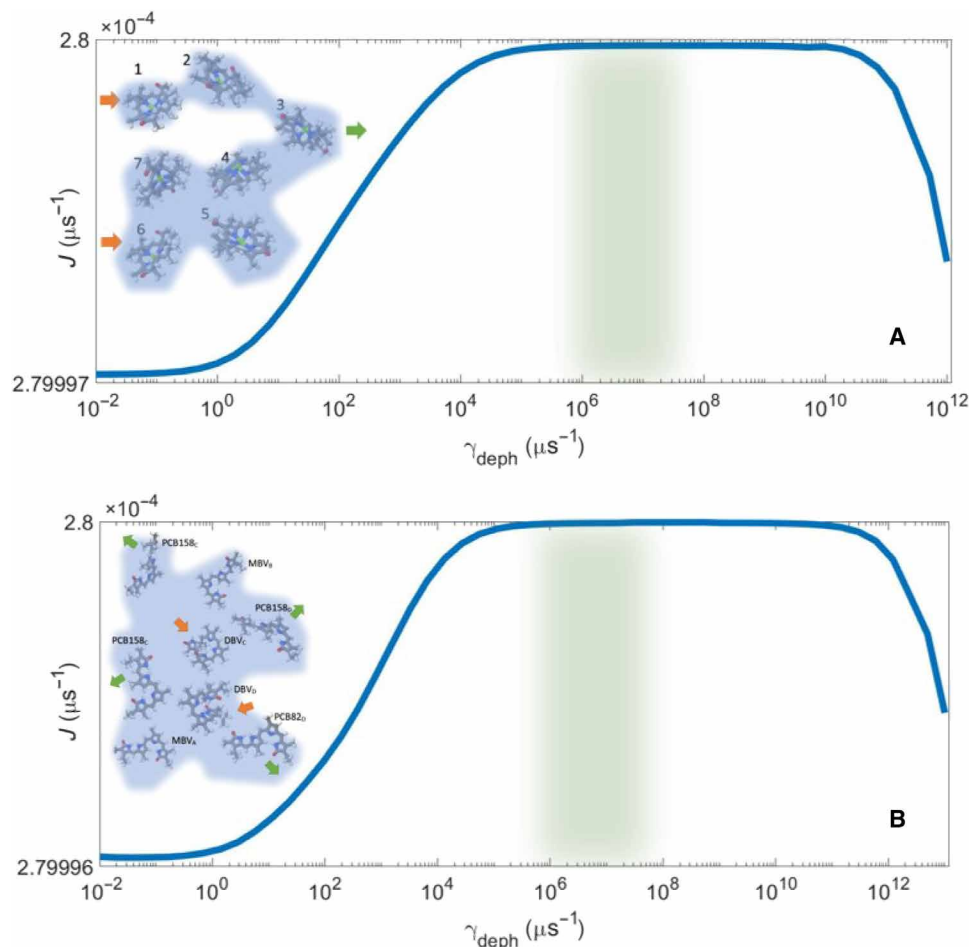 ×10⁻⁴
2.8
J (μs⁻¹)
2.79997
1
2
3
4
5
6
7
A
10⁻² 10⁰ 10² 10⁴ 10⁶ 10⁸ 10¹⁰ 10¹²
γdeph (μs⁻¹)
×10⁻⁴
2.8
J (μs⁻¹)
2.79996
PCB158C
MBVB
PCB158D
PCB158C
DBVC
DBVD
PCB82D
MBVA
B
10⁻² 10⁰ 10² 10⁴ 10⁶ 10⁸ 10¹⁰ 10¹²
γdeph (μs⁻¹)